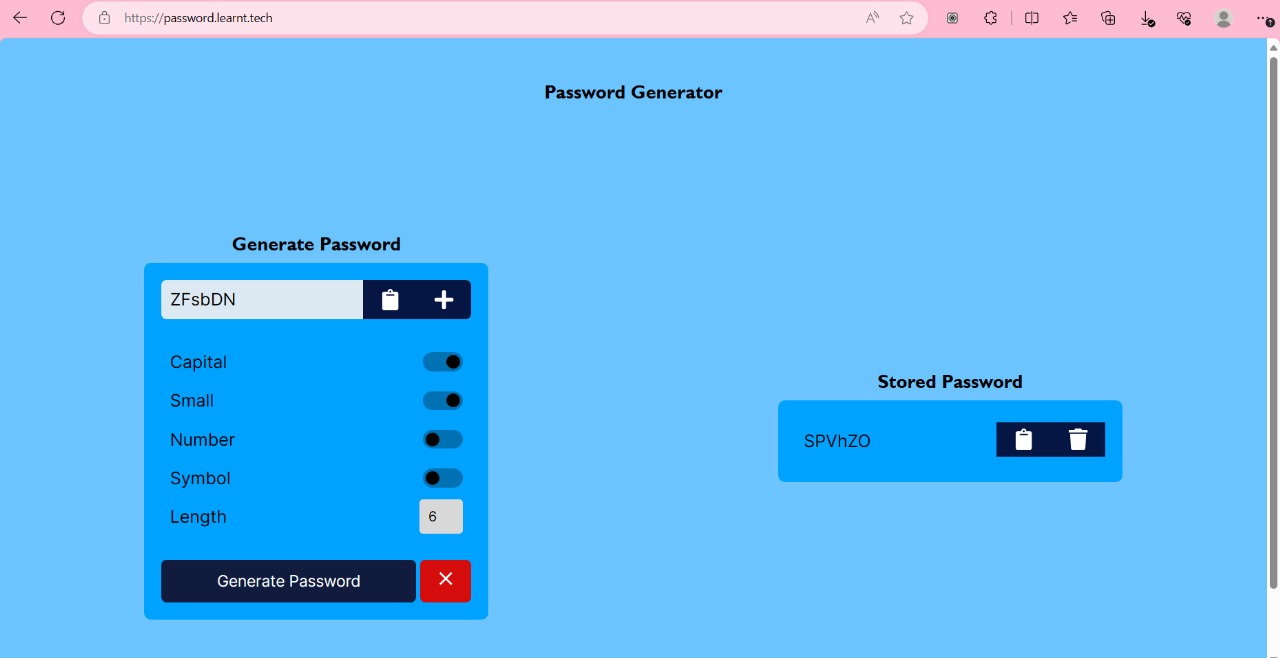 https://password.learnt.tech
Password Generator
Generate Password
ZFsbDN
Capital
Small
Number
Symbol
Length
6
Generate Password
Stored Password
SPVhZO